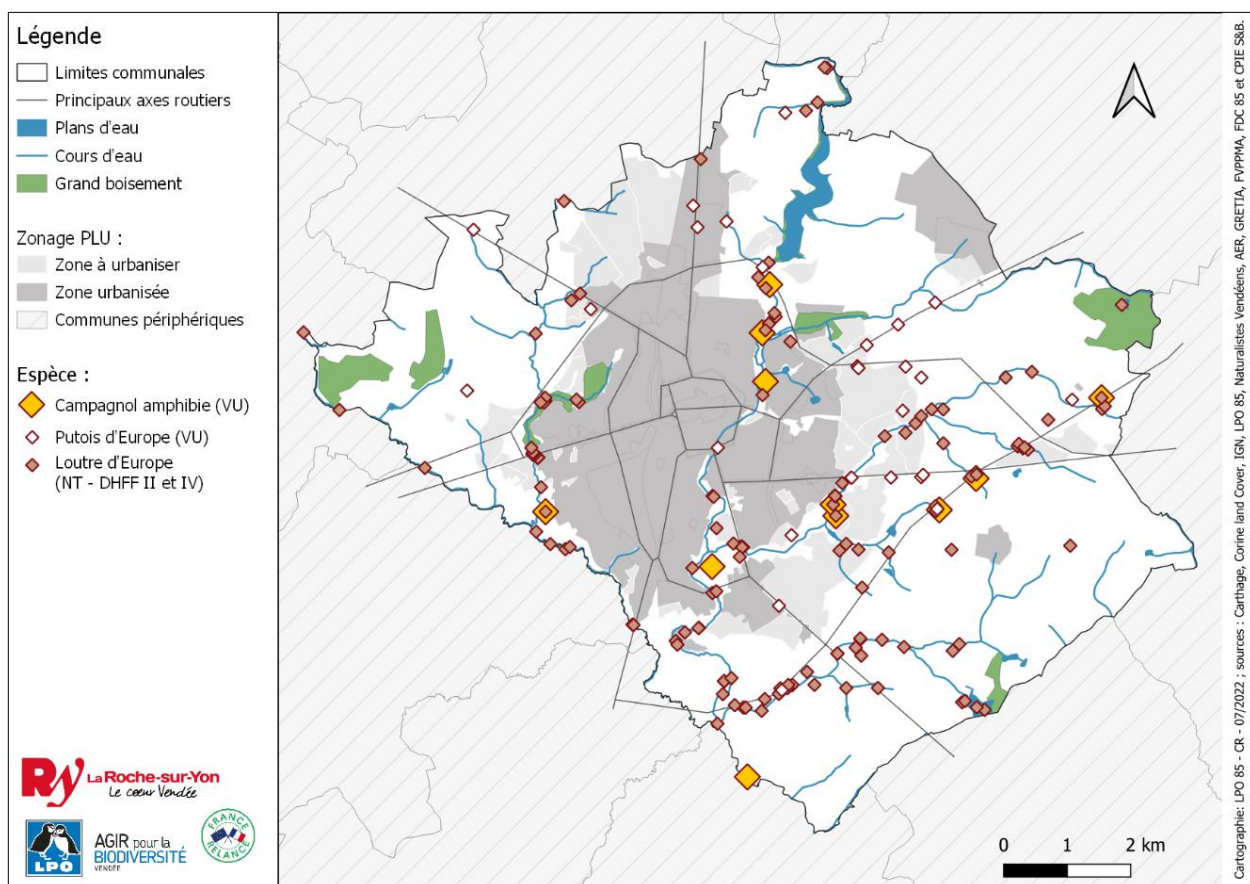 Légende
Limites communales
Principaux axes routiers
Plans d'eau
Cours d'eau
Grand boisement
Zonage PLU :
Zone à urbaniser
Zone urbanisée
Communes périphériques
Espèce :
Campagnol amphibie (VU)
Putois d'Europe (VU)
Loutre d'Europe
(NT - DHFF II et IV)
Ry La Roche-sur-Yon
Le cœur Vendée
LPO
AGIR pour la
BIODIVERSITÉ
VENDÉE
FRANCE
RELANCE
0 1 2 km
Cartographie: LPO 85 - CR - 07/2022 ; sources : Carthage, Corine land Cover, IGN, LPO 85, Naturalistes Vendéens, AER, GRETIA, FVPPMA, FDC 85 et CPIE S&B.